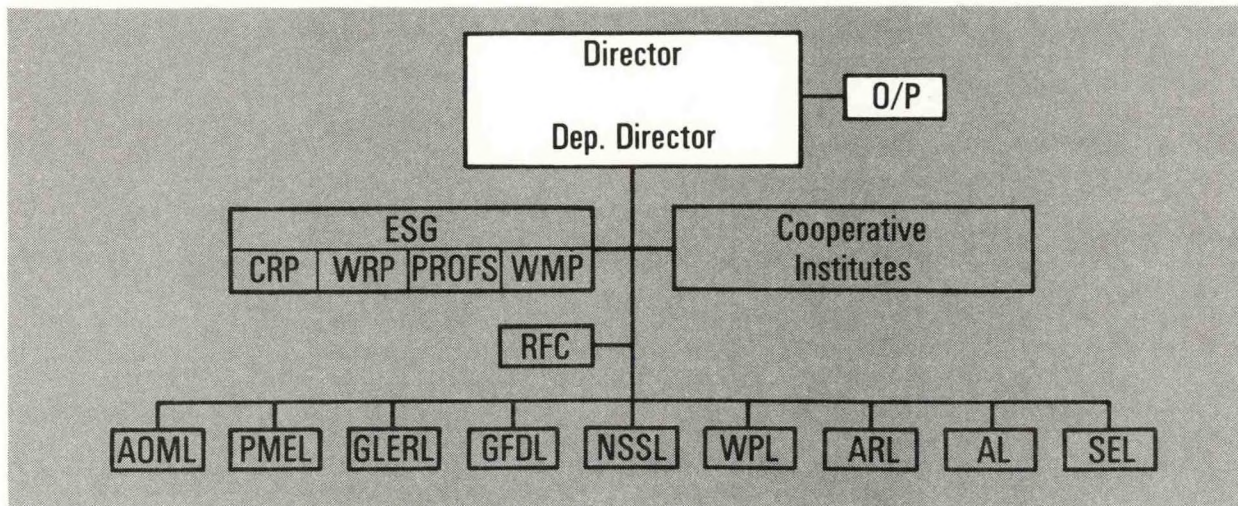 Director
O/P
Dep. Director
ESG
CRP WRP PROFS WMP
Cooperative
Institutes
RFC
AOML PMEL GLERL GFDL NSSL WPL ARL AL SEL